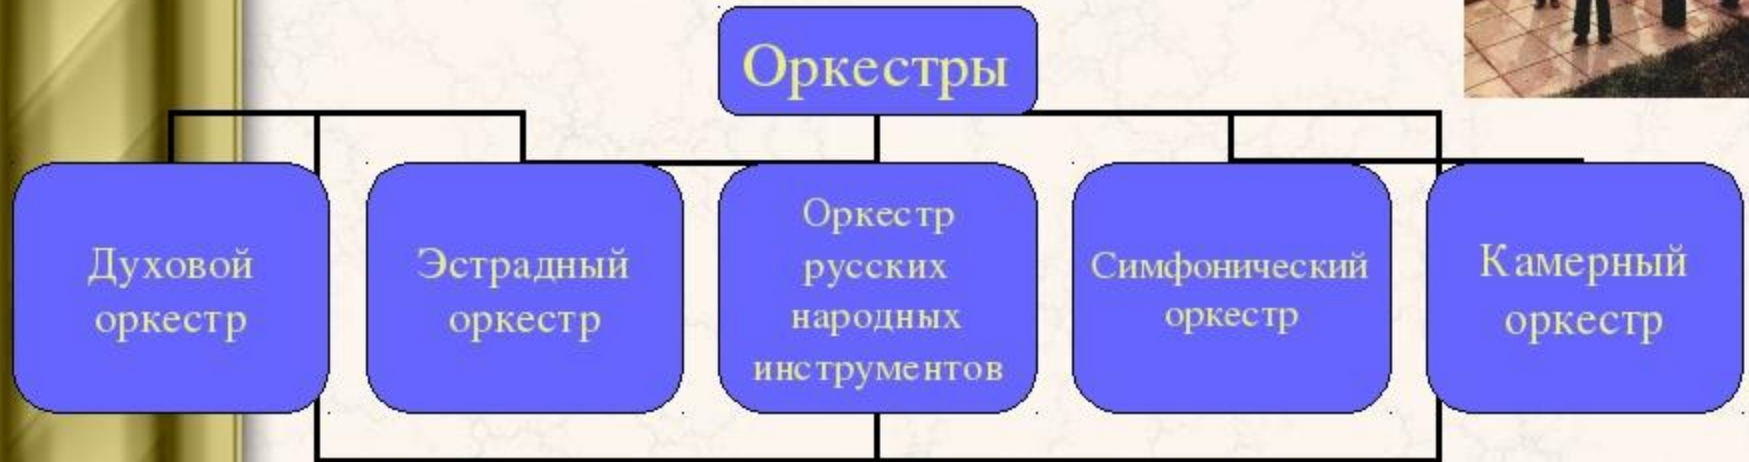 Оркестры
Духовой
оркестр
Эстрадный
оркестр
Оркестр
русских
народных
инструментов
Симфонический
оркестр
Камерный
оркестр